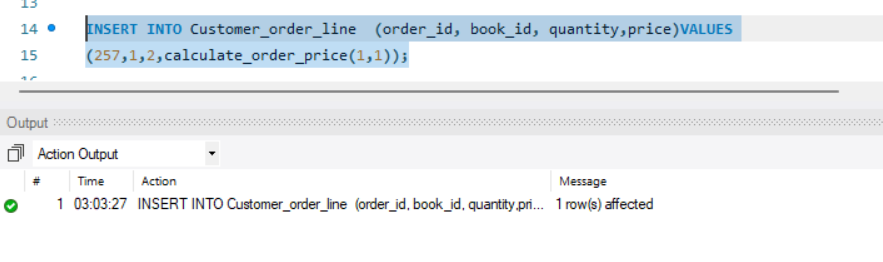 13
14 INSERT INTO Customer_order_line  (order_id, book_id, quantity,price)VALUES
15 (257,1,2,calculate_order_price(1,1));
16
Output
Action Output
# Time Action Message
1 03:03:27 INSERT INTO Customer_order_line  (order_id, book_id, quantity,pri... 1 row(s) affected